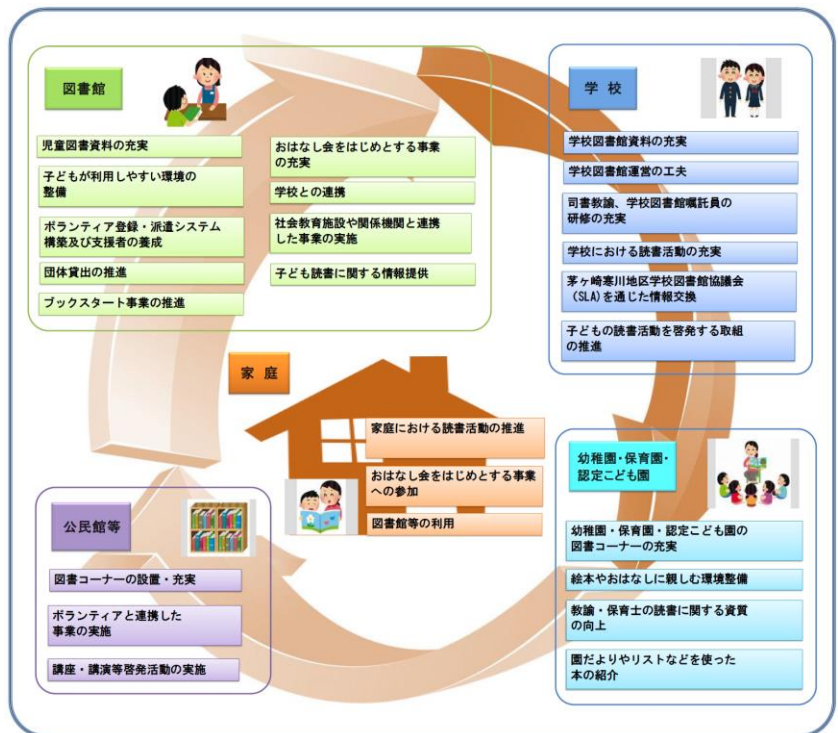 図書館
児童図書資料の充実
子どもが利用しやすい環境の
整備
ボランティア登録・派遣システム
構築及び支援者の養成
団体貸出の推進
ブックスタート事業の推進
おはなし会をはじめとする事業
の充実
学校との連携
社会教育施設や関係機関と連携
した事業の実施
子ども読書に関する情報提供
学校
学校図書館資料の充実
学校図書館運営の工夫
司書教諭、学校図書館嘱託員の
研修の充実
学校における読書活動の充実
茅ヶ崎寒川地区学校図書館協議会
(SLA)を通じた情報交換
子どもの読書活動を啓発する取組
の推進
家庭
家庭における読書活動の推進
おはなし会をはじめとする事業
への参加
図書館等の利用
幼稚園・保育園・
認定こども園
幼稚園・保育園・認定こども園の
図書コーナーの充実
絵本やおはなしに親しむ環境整備
教諭・保育士の読書に関する資質
の向上
園だよりやリストなどを使った
本の紹介
公民館等
図書コーナーの設置・充実
ボランティアと連携した
事業の実施
講座・講演等啓発活動の実施